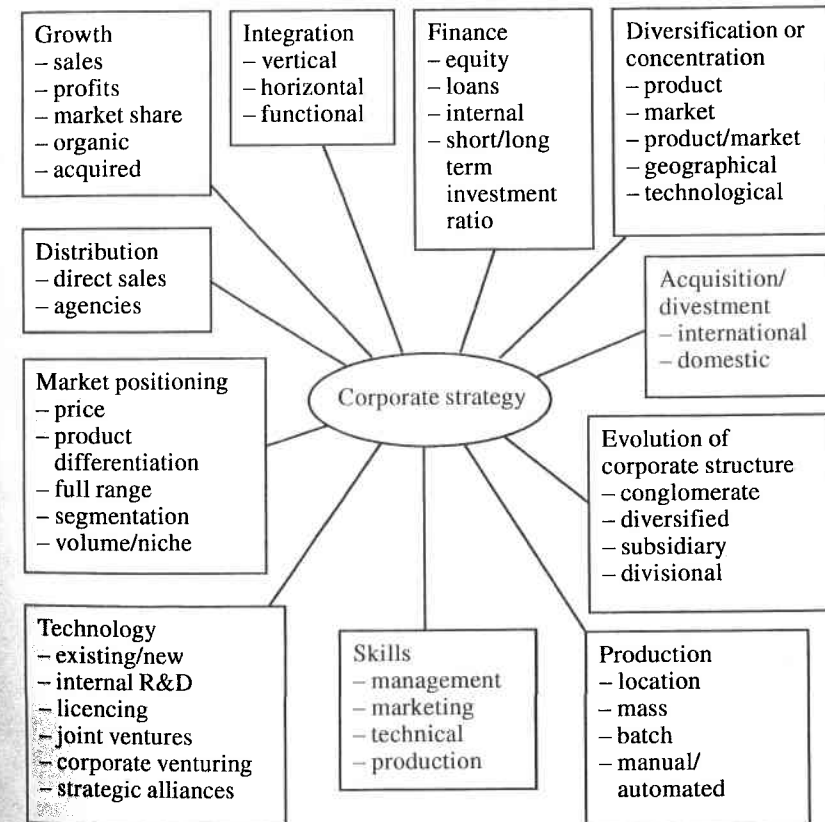 Growth
– sales
– profits
– market share
– organic
– acquired
Integration
– vertical
– horizontal
– functional
Finance
– equity
– loans
– internal
– short/long
term
investment
ratio
Diversification or
concentration
– product
– market
– product/market
– geographical
– technological
Distribution
– direct sales
– agencies
Acquisition/
divestment
– international
– domestic
Market positioning
– price
– product
differentiation
– full range
– segmentation
– volume/niche
Corporate strategy
Evolution of
corporate structure
– conglomerate
– diversified
– subsidiary
– divisional
Technology
– existing/new
– internal R&D
– licencing
– joint ventures
– corporate venturing
– strategic alliances
Skills
– management
– marketing
– technical
– production
Production
– location
– mass
– batch
– manual/
automated